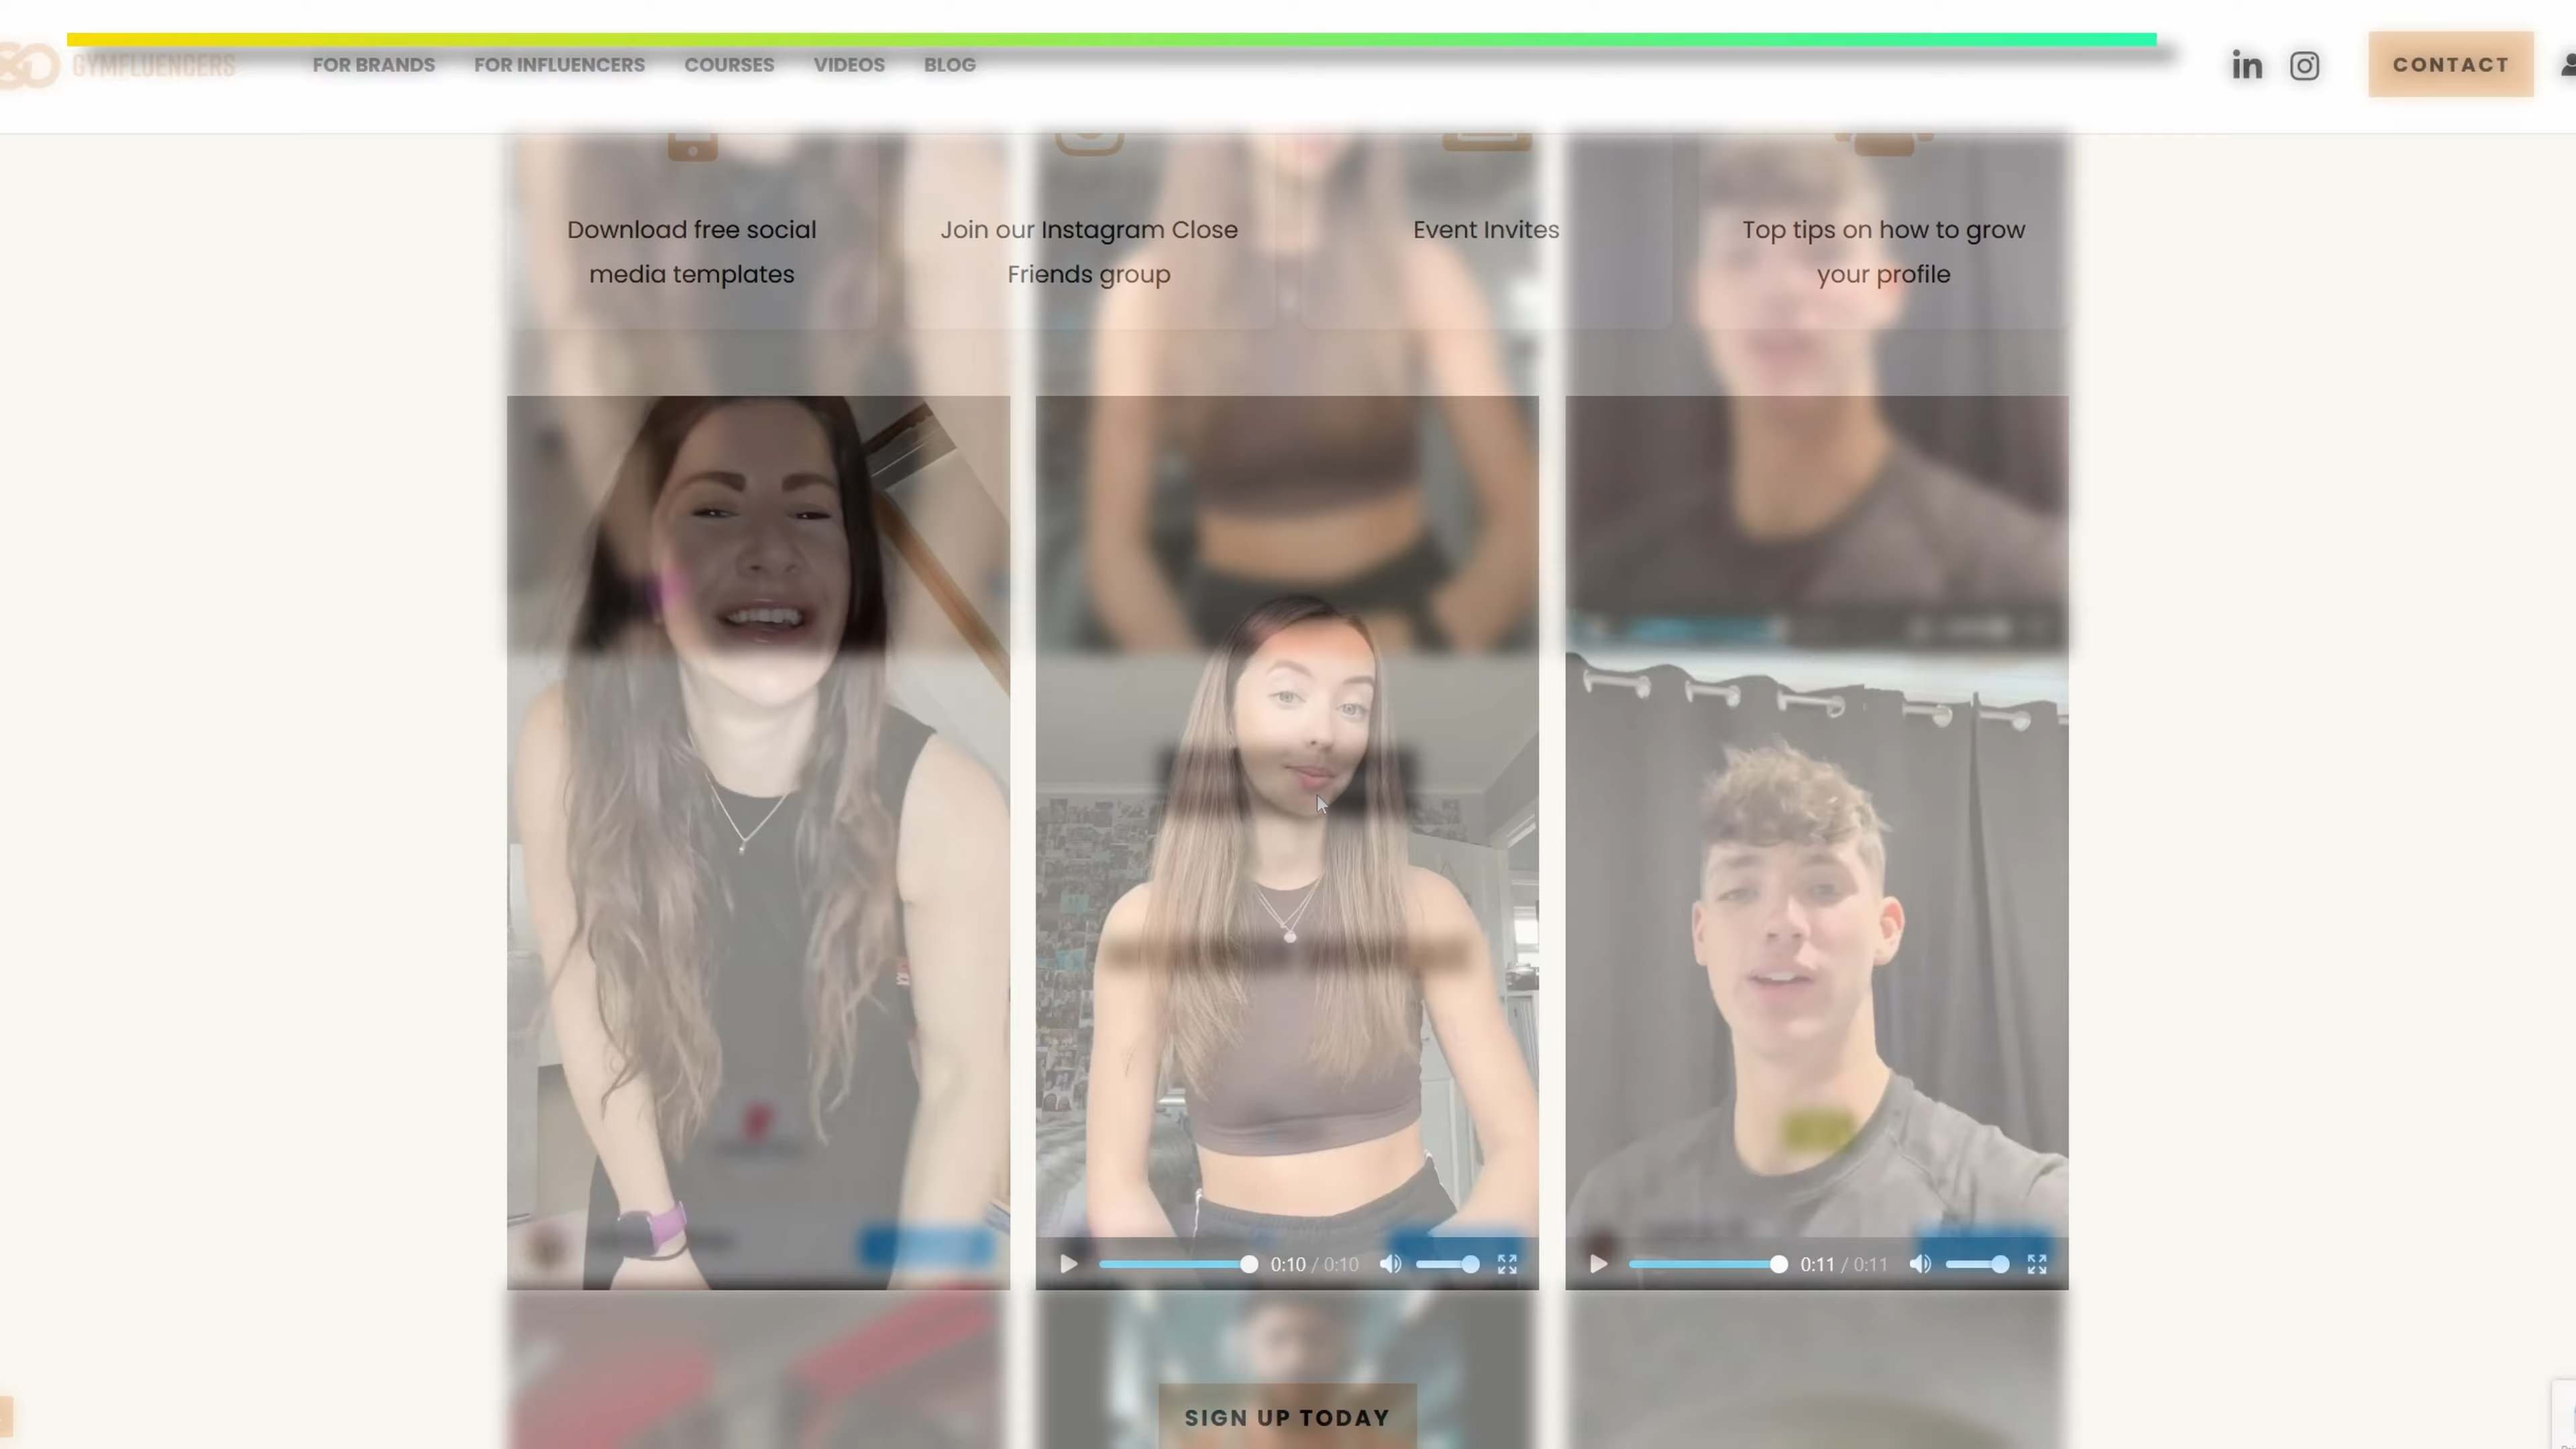 GYMFLUENCERS
FOR BRANDS
FOR INFLUENCERS
COURSES
VIDEOS
BLOG
in
CONTACT
Download free social
media templates
Join our Instagram Close
Friends group
Event Invites
Top tips on how to grow
your profile
0:10 / 0:10
0:11 / 0:11
SIGN UP TODAY